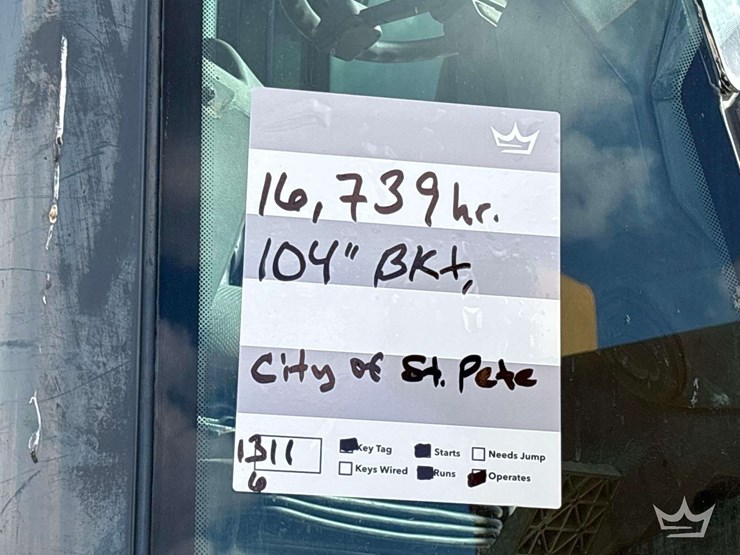 16,739 hr.
104" BKt,
City of St. Pete
1311
6
Key Tag Starts Needs Jump
Keys Wired Runs Operates